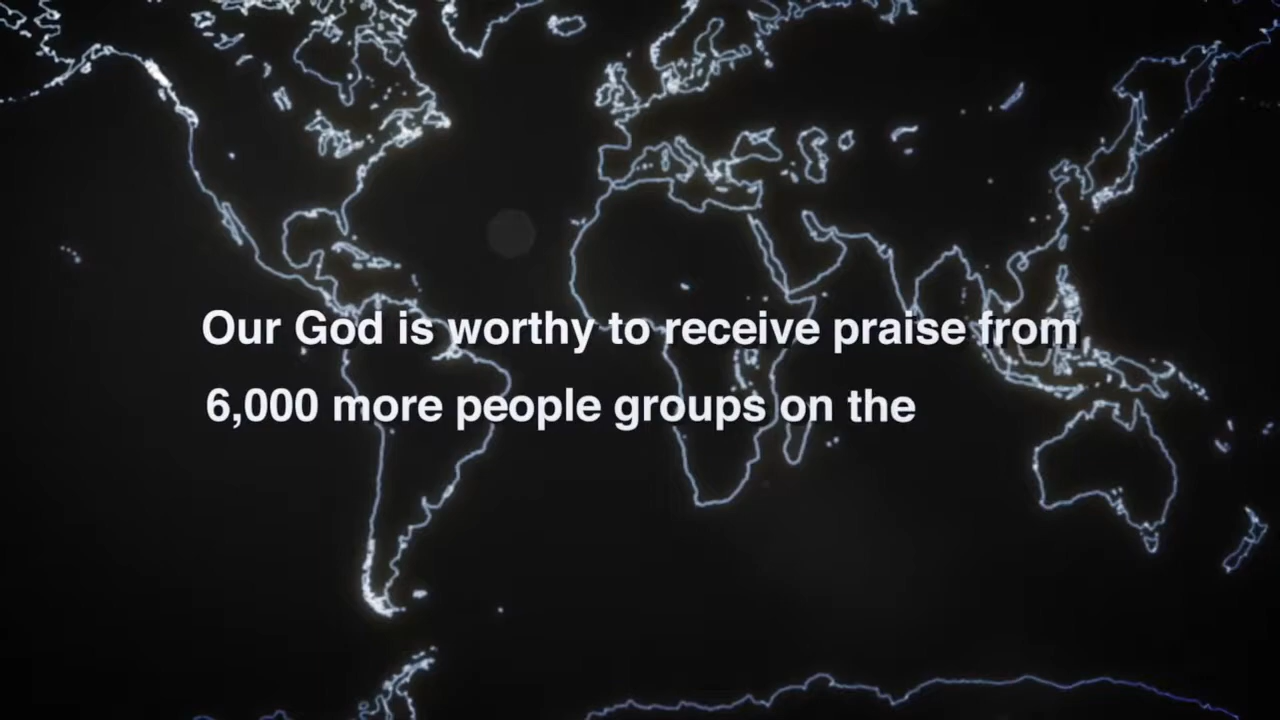 Our God is worthy to receive praise from
6,000 more people groups on the